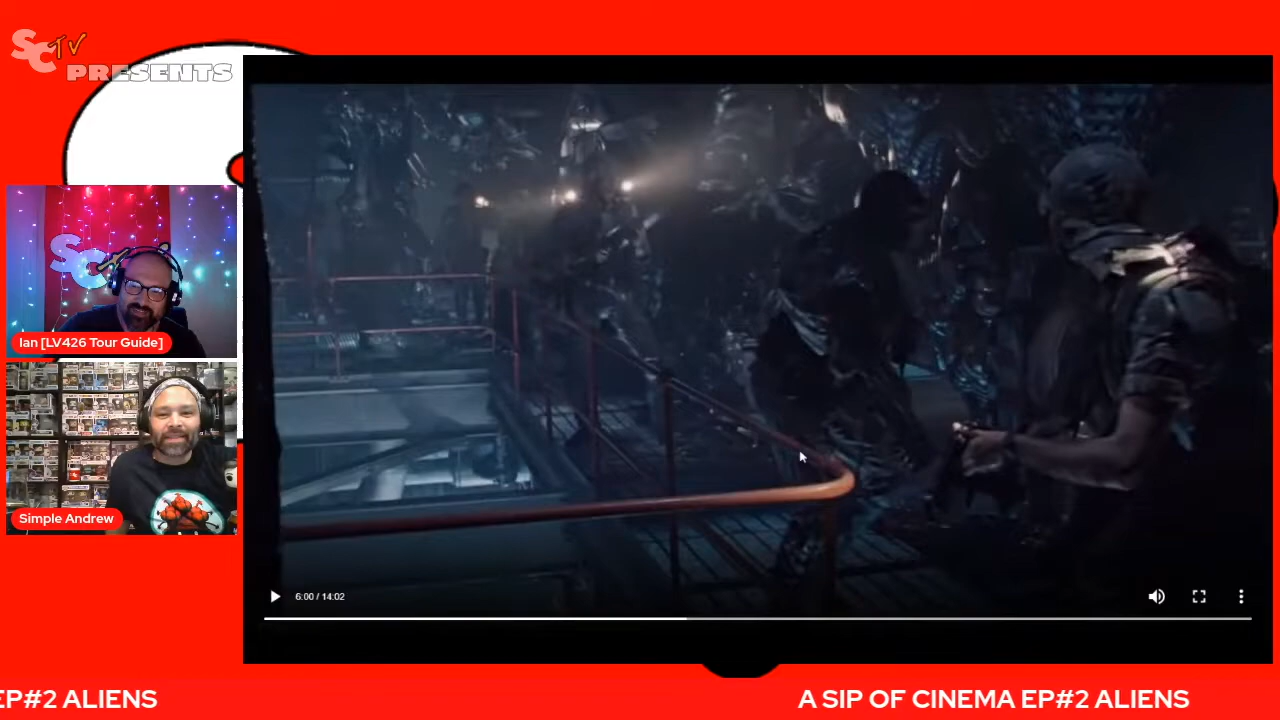 SC TV
PRESENTS
SC
Ian [LV426 Tour Guide]
Simple Andrew
6:00 / 14:02
EP#2 ALIENS
A SIP OF CINEMA EP#2 ALIENS